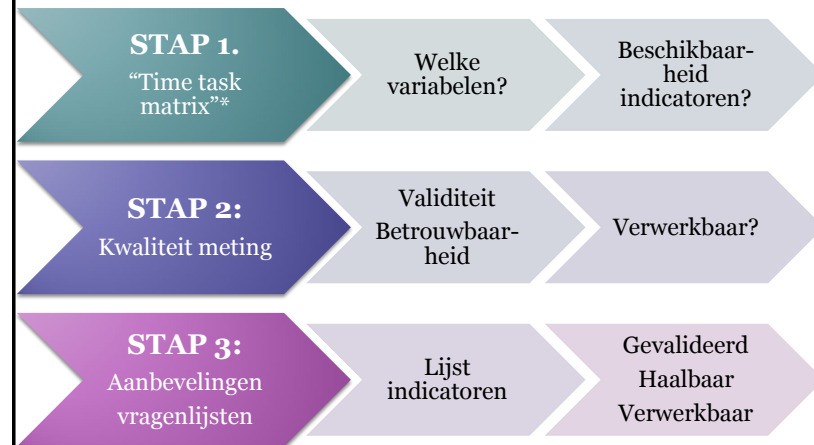 STAP 1.
“Time task
matrix”*
Welke
variabelen?
Beschikbaar-
heid
indicatoren?
STAP 2:
Kwaliteit meting
Validiteit
Betrouwbaar-
heid
Verwerkbaar?
STAP 3:
Aanbevelingen
vragenlijsten
Lijst
indicatoren
Gevalideerd
Haalbaar
Verwerkbaar